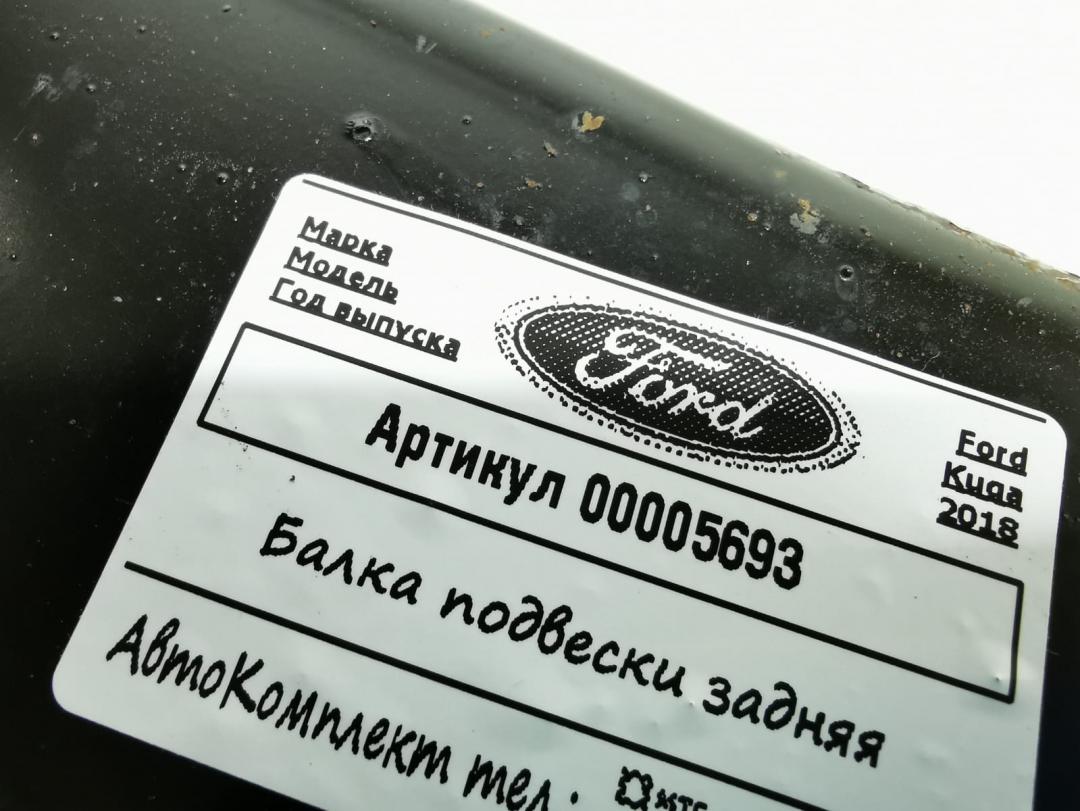 Марка
Модель
Год выпуска
Ford
Ford
Kuga
2018
Артикул 00005693
Балка подвески задняя
АвтоКомплект тел.